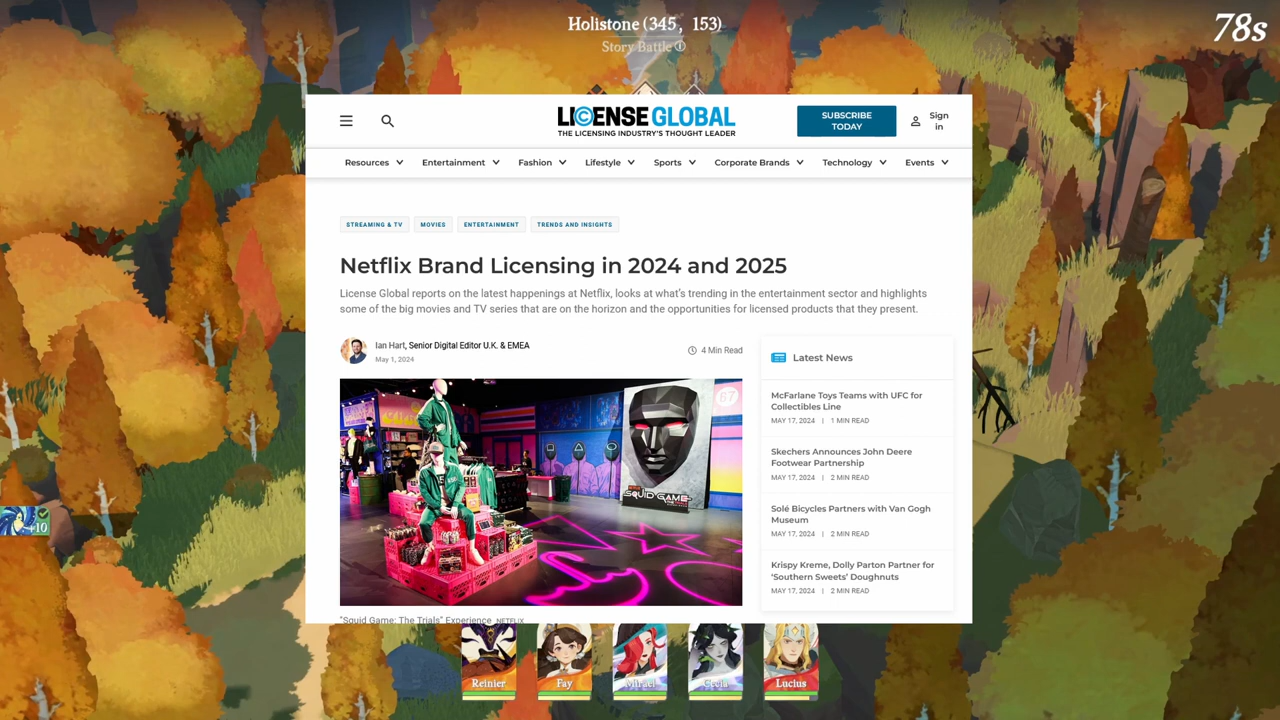 Holistone (345, 153)
Story Battle
78s
LICENSE GLOBAL
THE LICENSING INDUSTRY'S THOUGHT LEADER
SUBSCRIBE
TODAY
Sign
in
Resources
Entertainment
Fashion
Lifestyle
Sports
Corporate Brands
Technology
Events
STREAMING & TV
MOVIES
ENTERTAINMENT
TRENDS AND INSIGHTS
Netflix Brand Licensing in 2024 and 2025
License Global reports on the latest happenings at Netflix, looks at what's trending in the entertainment sector and highlights
some of the big movies and TV series that are on the horizon and the opportunities for licensed products that they present.
Ian Hart, Senior Digital Editor U.K. & EMEA
May 1, 2024
4 Min Read
67
SQUID GAME
"Squid Game: The Trials" Experience NETFLIX
Latest News
McFarlane Toys Teams with UFC for
Collectibles Line
MAY 17, 2024 | 1 MIN READ
Skechers Announces John Deere
Footwear Partnership
MAY 17, 2024 | 2 MIN READ
Solé Bicycles Partners with Van Gogh
Museum
MAY 17, 2024 | 2 MIN READ
Krispy Kreme, Dolly Parton Partner for
'Southern Sweets' Doughnuts
MAY 17, 2024 | 2 MIN READ
+10
Reinier
Fay
Mirael
Cecia
Lucius